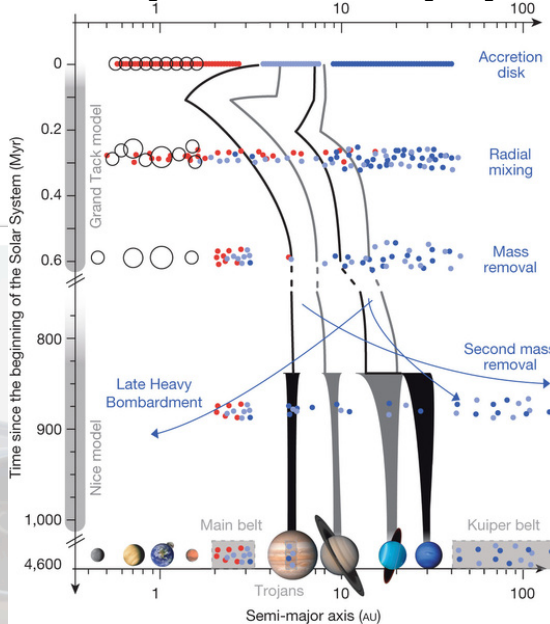 1 10 100
0
Accretion
disk
0.2
Radial
mixing
0.4
Grand Tack model
0.6
Mass
removal
Time since the beginning of the Solar System (Myr)
800
Second mass
removal
Late Heavy
Bombardment
900
Nice model
1,000
Main belt
Kuiper belt
4,600
Trojans
1 10 100
Semi-major axis (AU)